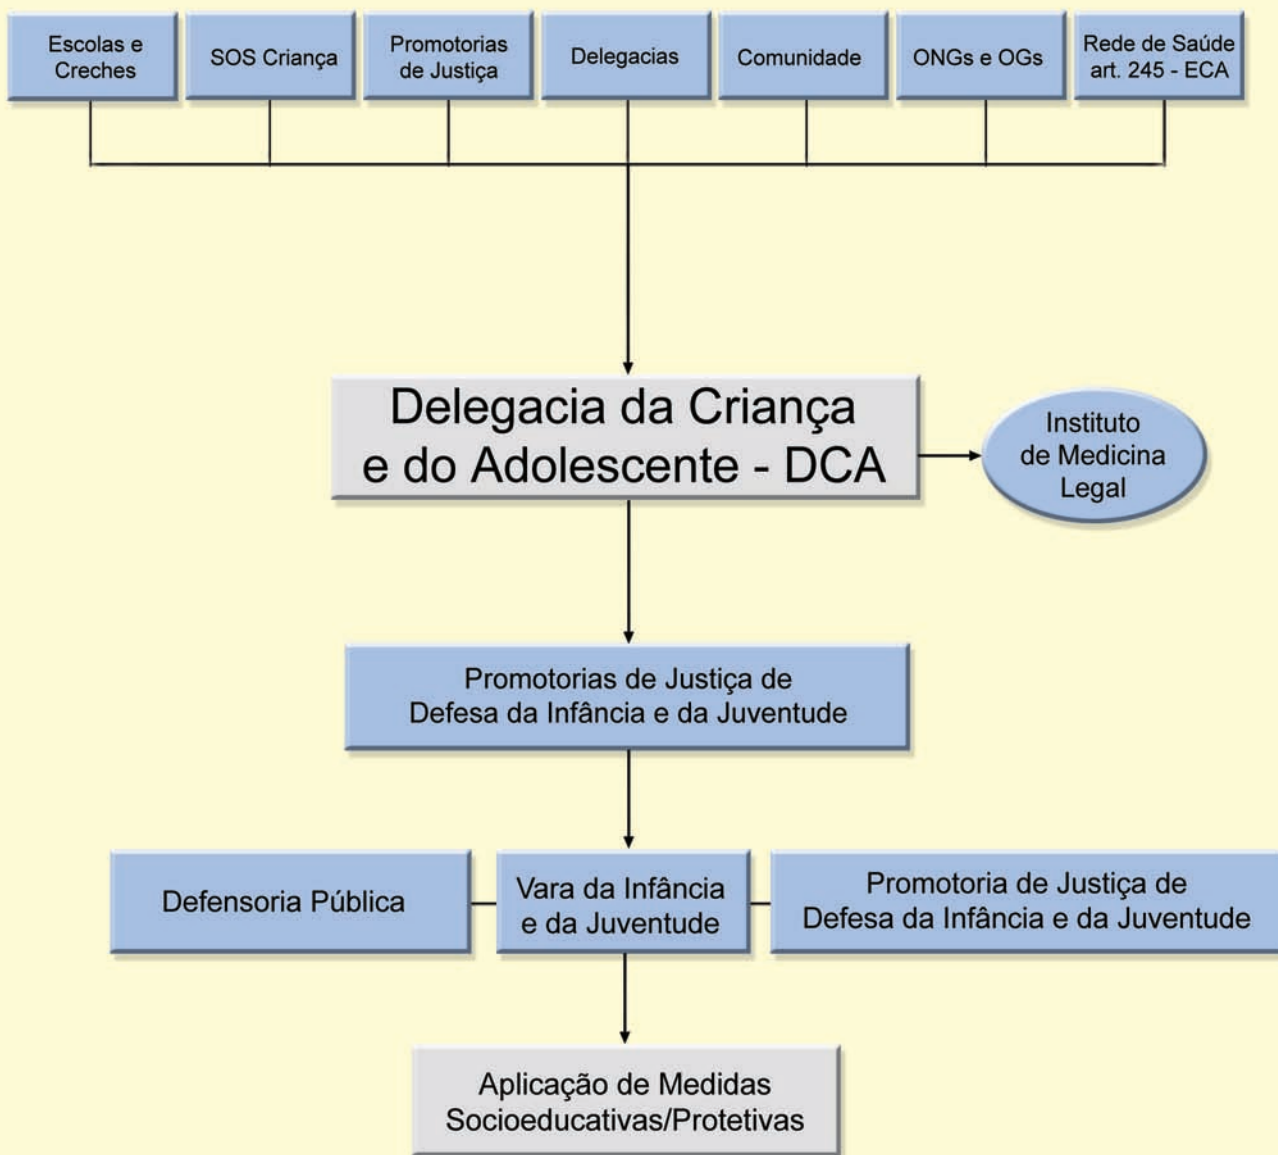 Escolas e
Creches
SOS Criança
Promotorias
de Justiça
Delegacias
Comunidade
ONGs e OGs
Rede de Saúde
art. 245 - ECA
Delegacia da Criança
e do Adolescente - DCA
Instituto
de Medicina
Legal
Promotorias de Justiça de
Defesa da Infância e da Juventude
Defensoria Pública
Vara da Infância
e da Juventude
Promotoria de Justiça de
Defesa da Infância e da Juventude
Aplicação de Medidas
Socioeducativas/Protetivas